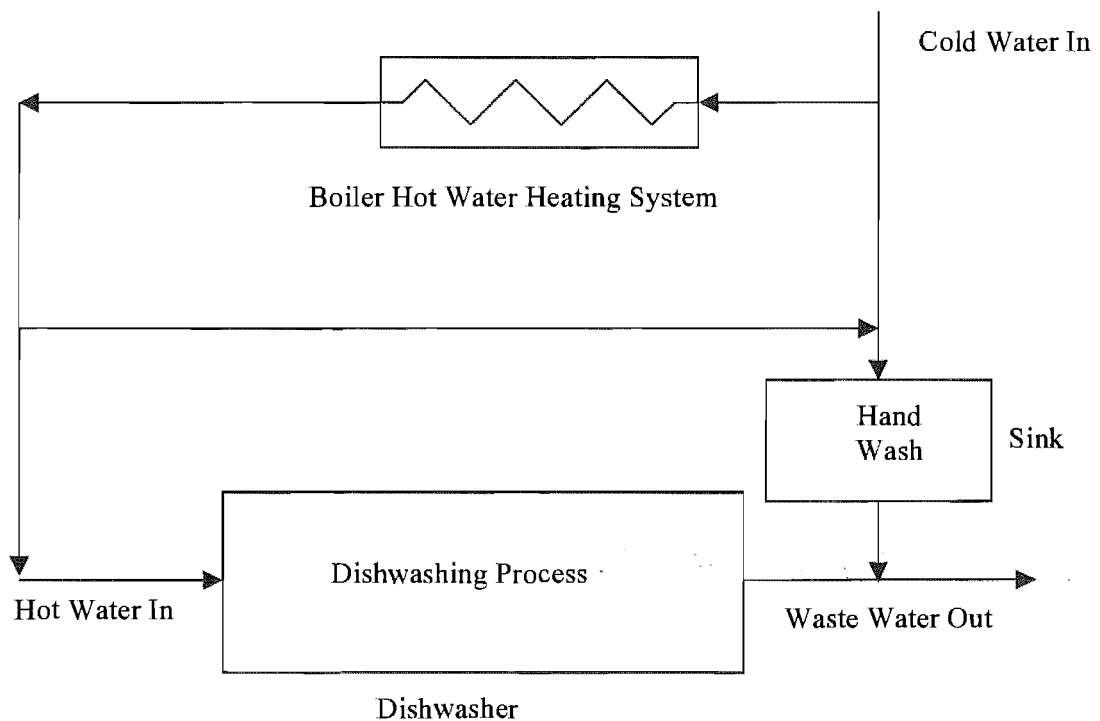 Cold Water In
Boiler Hot Water Heating System
Hand
Wash
Sink
Dishwashing Process
Hot Water In
Waste Water Out
Dishwasher